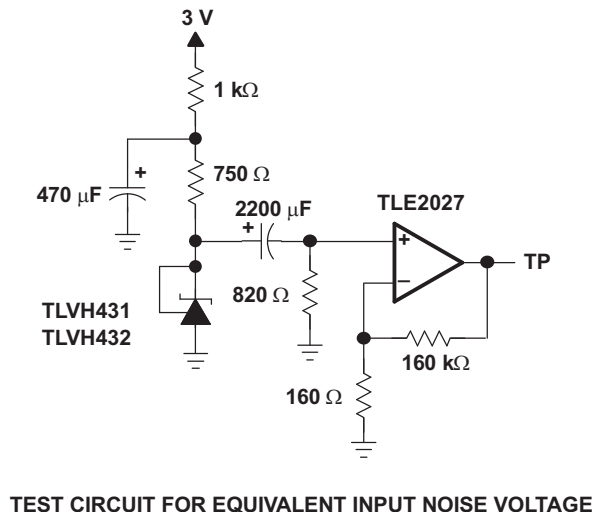 3 V
1 kΩ
750 Ω
470 μF
+
2200 μF
+
TLE2027
+
−
TP
820 Ω
TLVH431
TLVH432
160 kΩ
160 Ω
TEST CIRCUIT FOR EQUIVALENT INPUT NOISE VOLTAGE